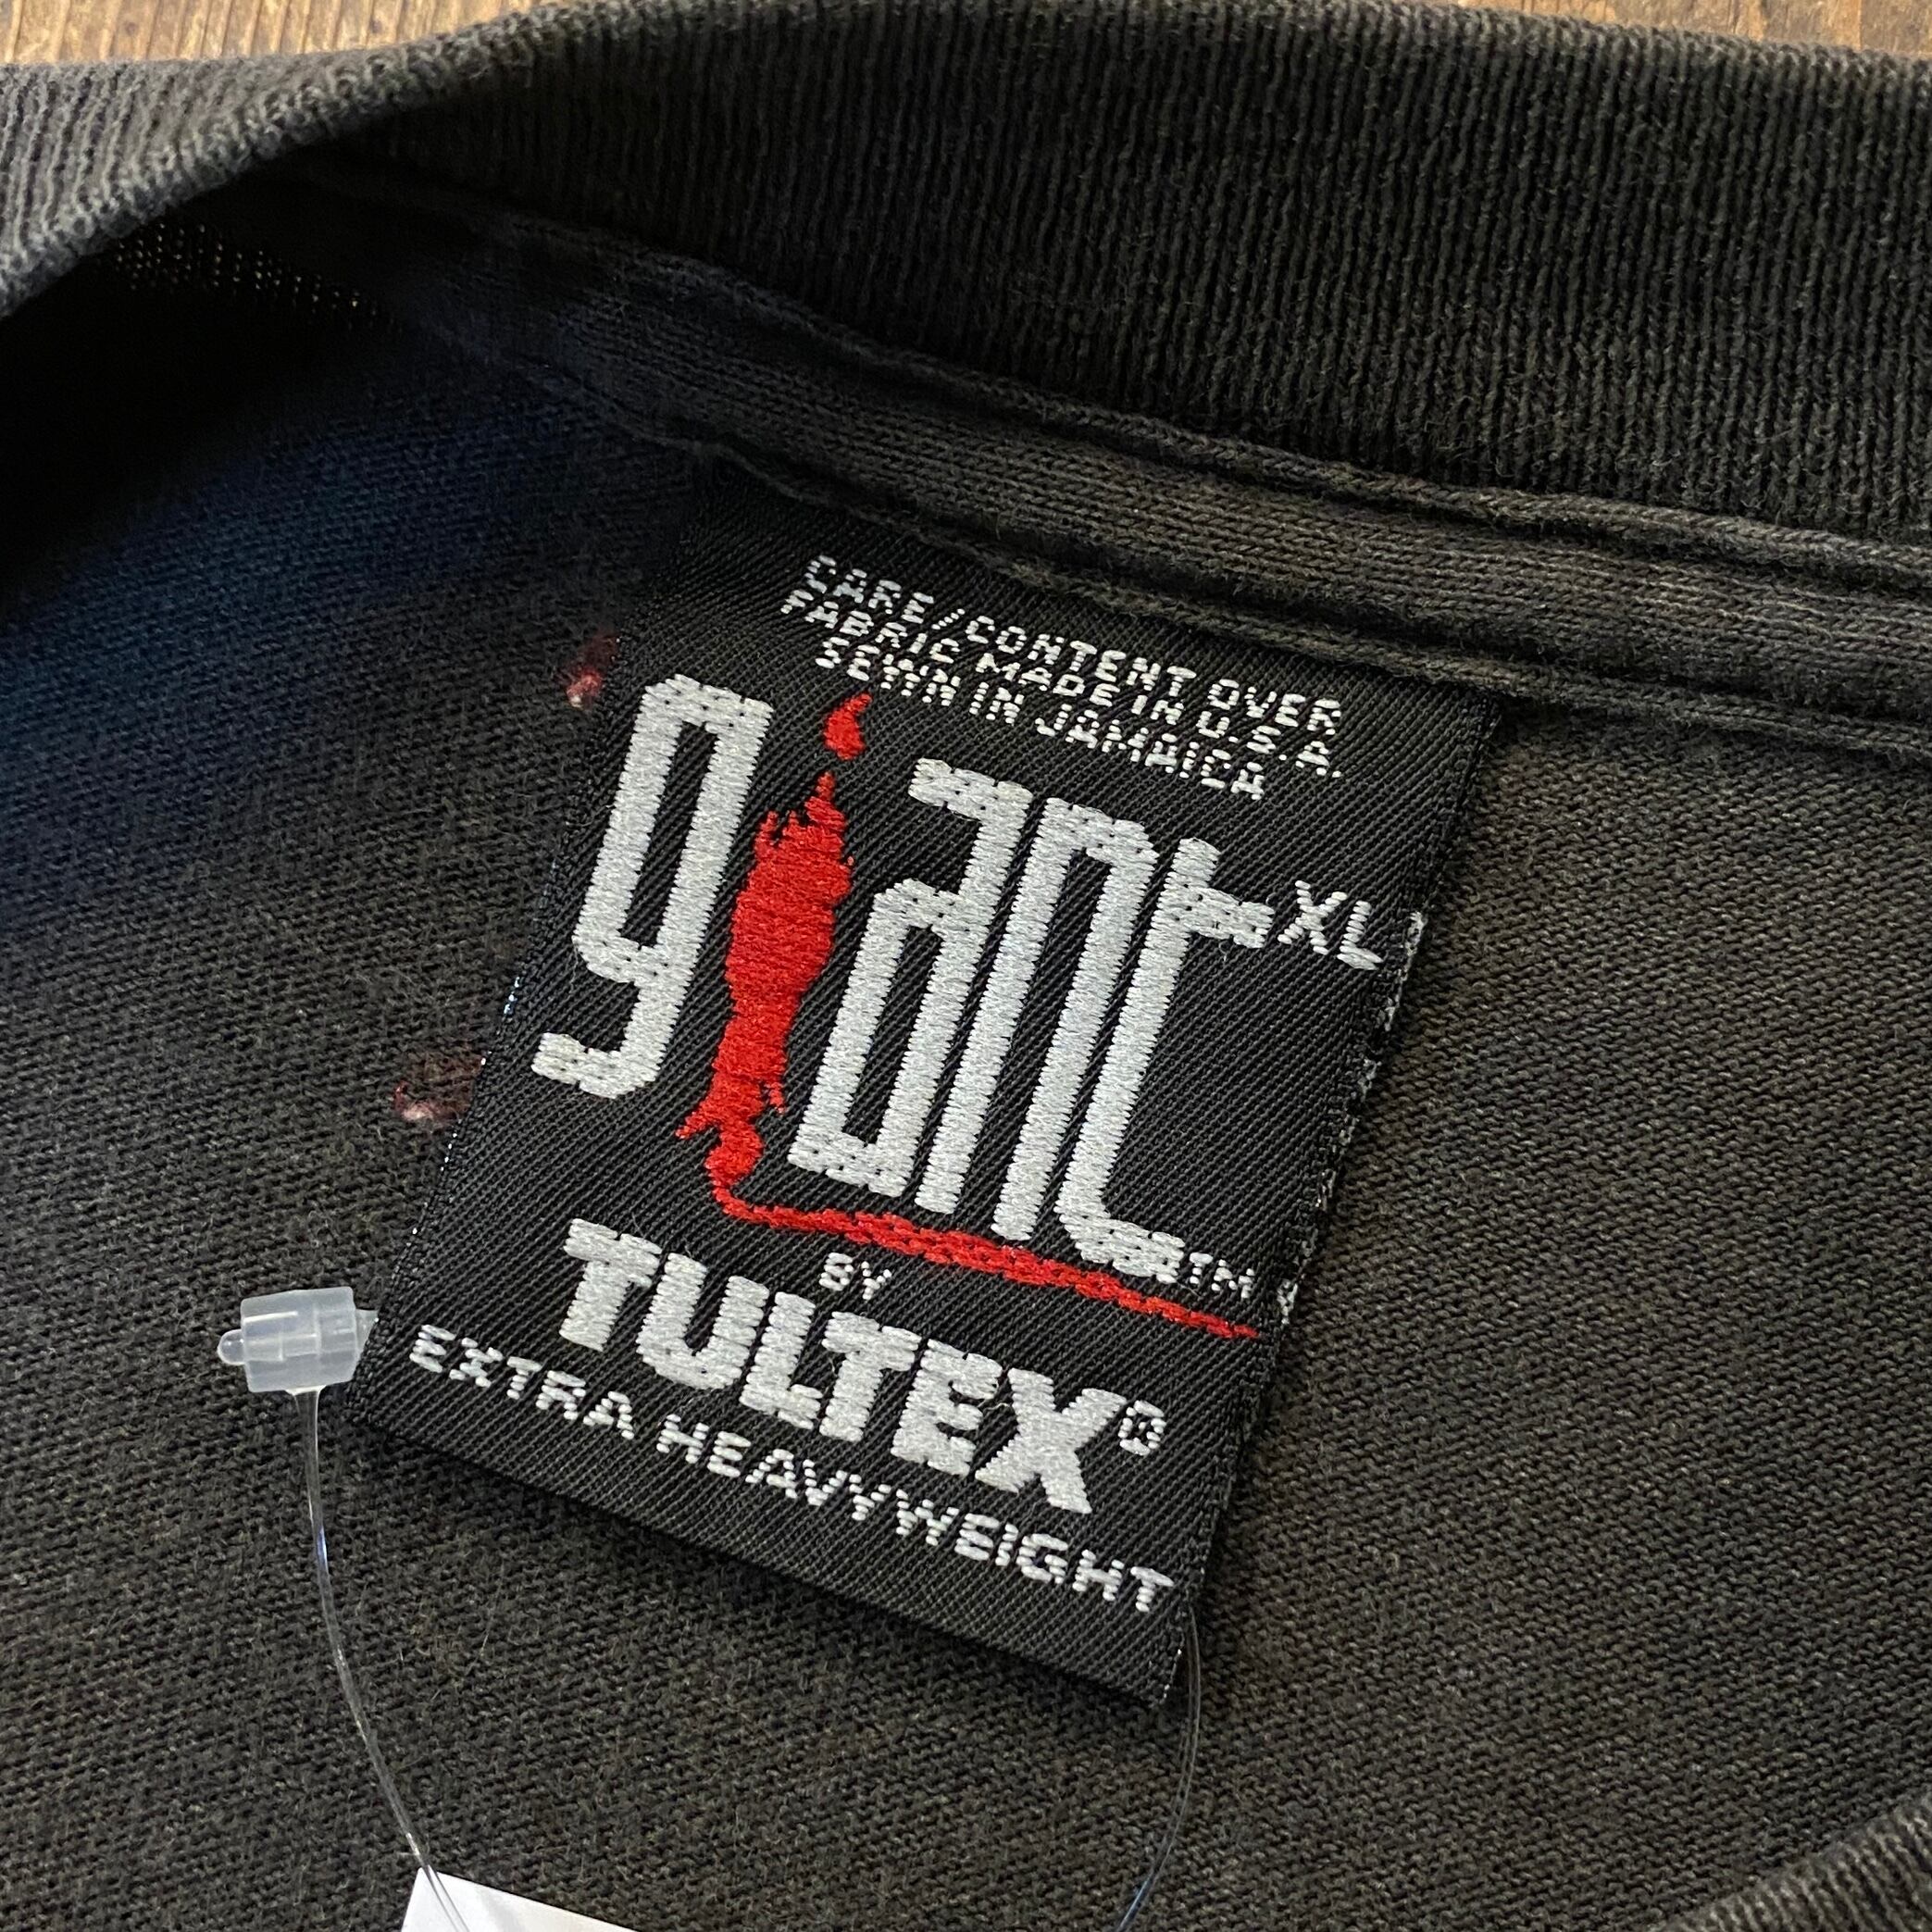 CARE/CONTENT OVER
FABRIC MADE IN U.S.A.
SEWN IN JAMAICA
giant XL
TM
BY
TULTEX®
EXTRA HEAVYWEIGHT